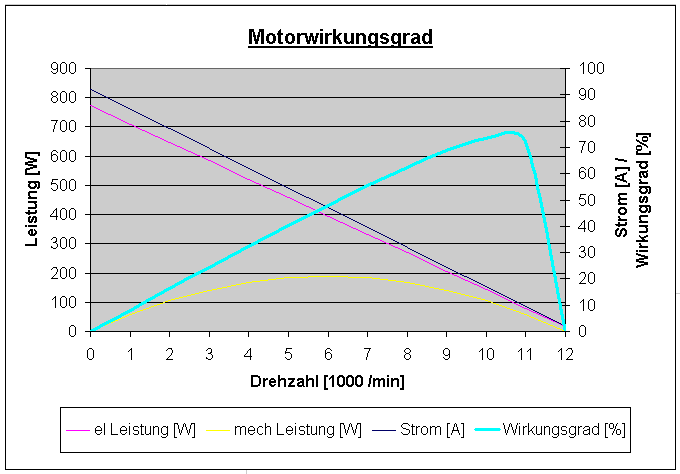 Motorwirkungsgrad
900 100
800 90
700 80
600 70
500 60
400 50
300 40
200 30
100 20
0 10
0
Leistung [W]
Strom [A] /
Wirkungsgrad [%]
0 1 2 3 4 5 6 7 8 9 10 11 12
Drehzahl [1000 /min]
el Leistung [W] mech Leistung [W] Strom [A] Wirkungsgrad [%]